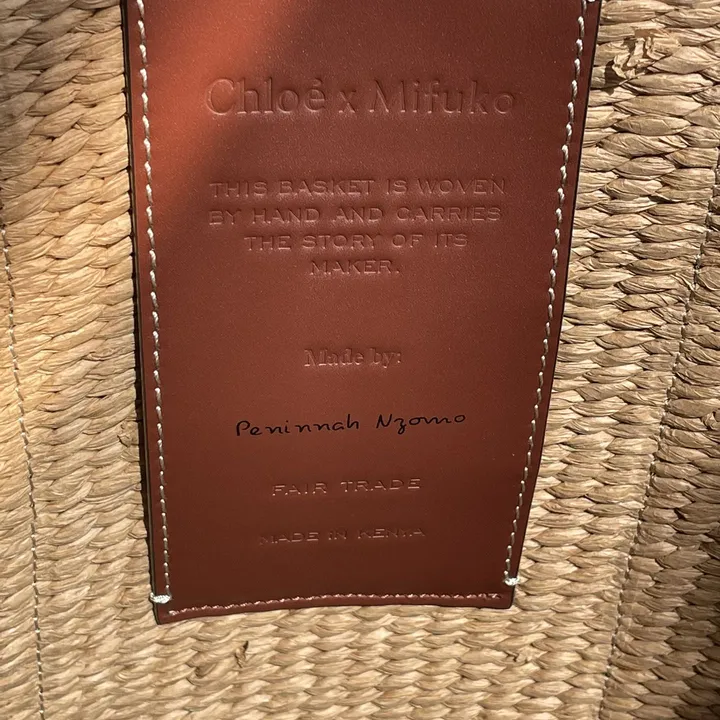 Chloé x Mifuko
THIS BASKET IS WOVEN
BY HAND AND CARRIES
THE STORY OF ITS
MAKER.
Made by:
Peninnah Nzomo
FAIR TRADE
MADE IN KENYA